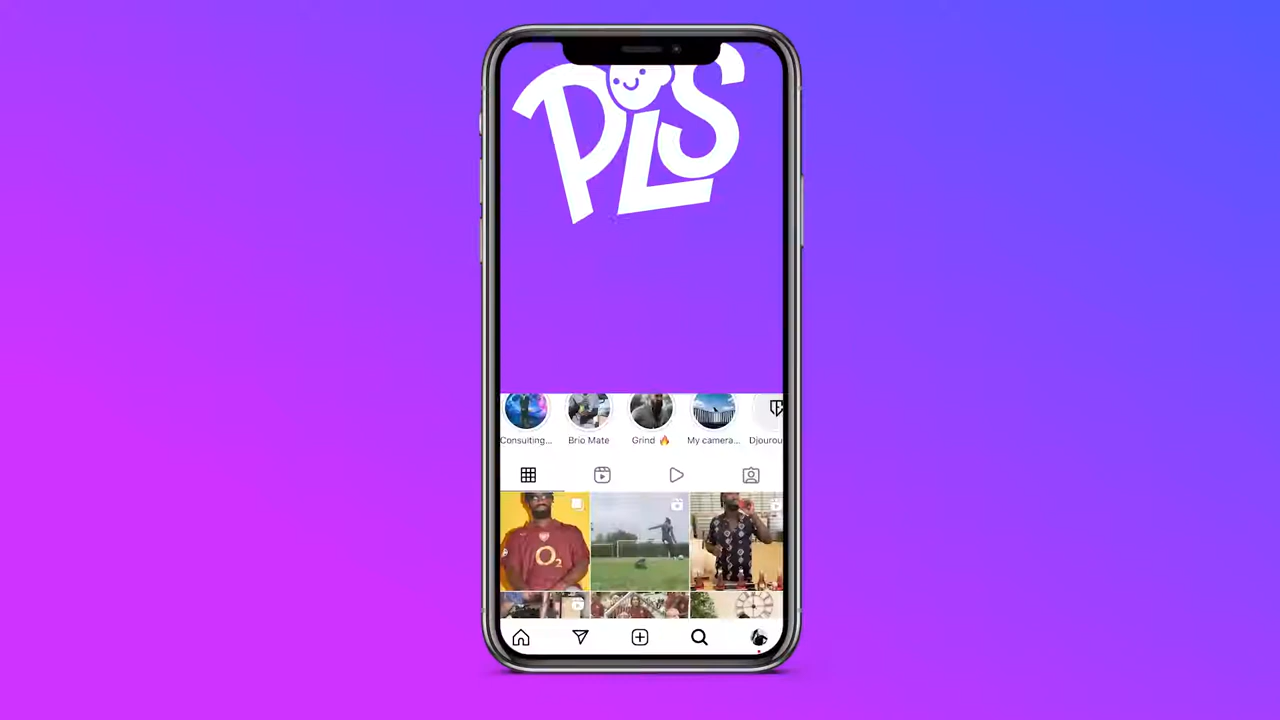 PLS
Consulting...
Brio Mate
Grind 🔥
My camera...
Djourou
O2